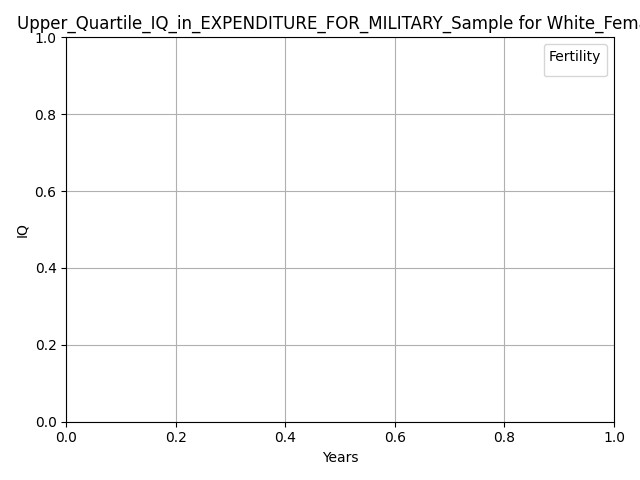 Upper_Quartile_IQ_in_EXPENDITURE_FOR_MILITARY_Sample for White_Fem
Fertility
IQ
1.0
0.8
0.6
0.4
0.2
0.0
0.0 0.2 0.4 0.6 0.8 1.0
Years